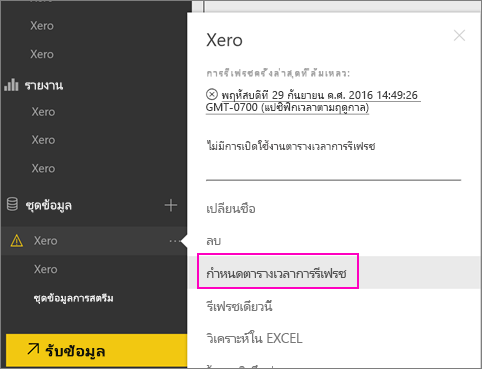 Xero
Xero
รายงาน
Xero
Xero
Xero
ชุดข้อมูล
Xero
Xero
ชุดข้อมูลการสตรีม
รับข้อมูล
Xero
การรีเฟรชครั้งล่าสุดที่ล้มเหลว:
พฤหัสบดีที่ 29 กันยายน ค.ศ. 2016 14:49:26
GMT-0700 (แปซิฟิกเวลาตามฤดูกาล)
ไม่มีการเปิดใช้งานตารางเวลาการรีเฟรช
เปลี่ยนชื่อ
ลบ
กำหนดตารางเวลาการรีเฟรช
รีเฟรชเดี๋ยวนี้
วิเคราะห์ใน EXCEL